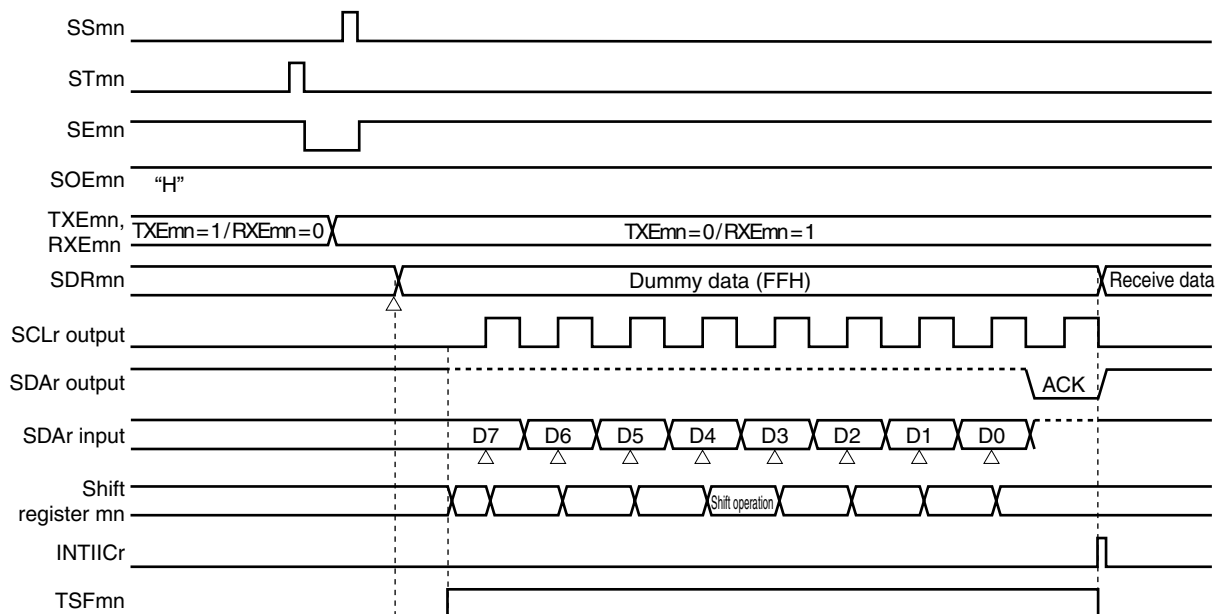 SSmn
STmn
SEmn
SOEmn
“H”
TXEmn,
RXEmn
TXEmn=1/RXEmn=0
TXEmn=0/RXEmn=1
SDRmn
Dummy data (FFH)
Receive data
SCLr output
SDAr output
ACK
SDAr input
D7
D6
D5
D4
D3
D2
D1
D0
Shift
register mn
Shift operation
INTIICr
TSFmn